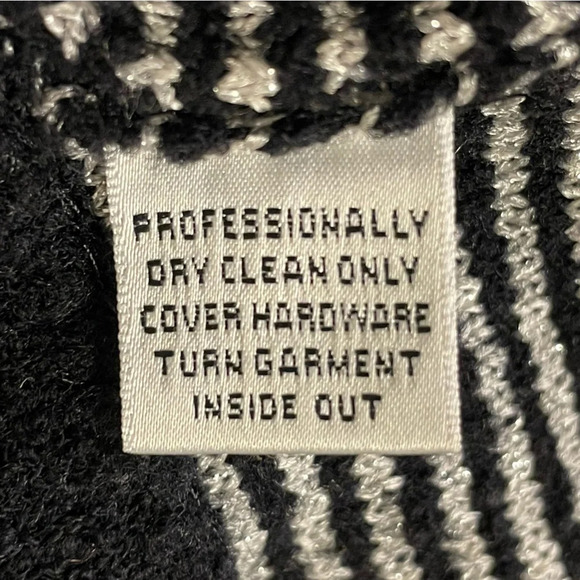 PROFESSIONALLY
DRY CLEAN ONLY
COVER HARDWARE
TURN GARMENT
INSIDE OUT